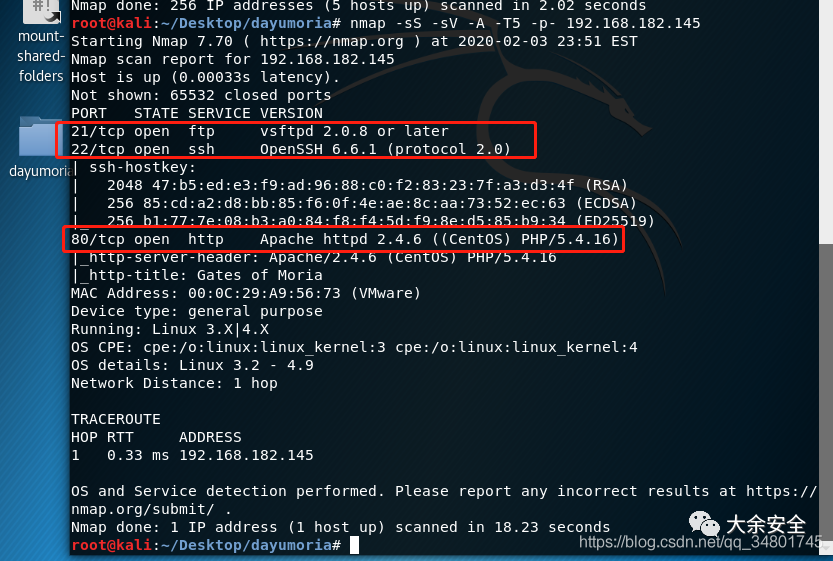 Nmap done: 256 IP addresses (5 hosts up) scanned in 2.02 seconds
root@kali:~/Desktop/dayumoria# nmap -sS -sV -A -T5 -p- 192.168.182.145
Starting Nmap 7.70 ( https://nmap.org ) at 2020-02-03 23:51 EST
Nmap scan report for 192.168.182.145
Host is up (0.00033s latency).
Not shown: 65532 closed ports
PORT   STATE SERVICE VERSION
21/tcp open  ftp     vsftpd 2.0.8 or later
22/tcp open  ssh     OpenSSH 6.6.1 (protocol 2.0)
| ssh-hostkey:
|   2048 47:b5:ed:e3:f9:ad:96:88:c0:f2:83:23:7f:a3:d3:4f (RSA)
|   256 85:cd:a2:d8:bb:85:f6:0f:4e:ae:8c:aa:73:52:ec:63 (ECDSA)
|_  256 b1:77:7e:08:b3:a0:84:f8:f4:5d:f9:8e:d5:85:b9:34 (ED25519)
80/tcp open  http    Apache httpd 2.4.6 ((CentOS) PHP/5.4.16)
|_http-server-header: Apache/2.4.6 (CentOS) PHP/5.4.16
|_http-title: Gates of Moria
MAC Address: 00:0C:29:A9:56:73 (VMware)
Device type: general purpose
Running: Linux 3.X|4.X
OS CPE: cpe:/o:linux:linux_kernel:3 cpe:/o:linux:linux_kernel:4
OS details: Linux 3.2 - 4.9
Network Distance: 1 hop
TRACEROUTE
HOP RTT     ADDRESS
1   0.33 ms 192.168.182.145
OS and Service detection performed. Please report any incorrect results at https://
nmap.org/submit/ .
Nmap done: 1 IP address (1 host up) scanned in 18.23 seconds
root@kali:~/Desktop/dayumoria#
mount-
shared-
folders
dayumoria
#!
大余安全
https://blog.csdn.net/qq_34801745